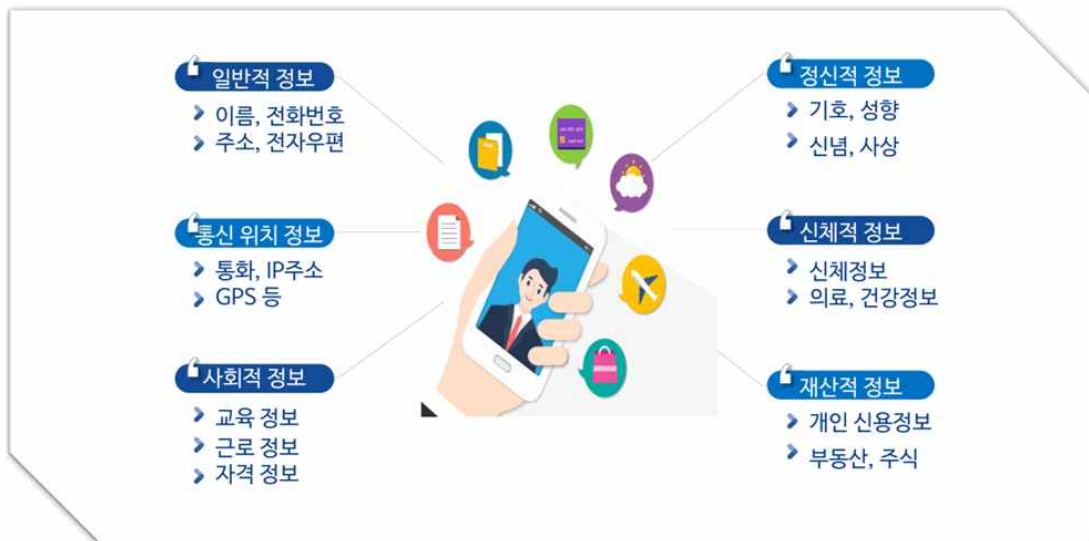 일반적 정보
이름, 전화번호
주소, 전자우편
통신 위치 정보
통화, IP주소
GPS 등
사회적 정보
교육 정보
근로 정보
자격 정보
정신적 정보
기호, 성향
신념, 사상
신체적 정보
신체정보
의료, 건강정보
재산적 정보
개인 신용정보
부동산, 주식